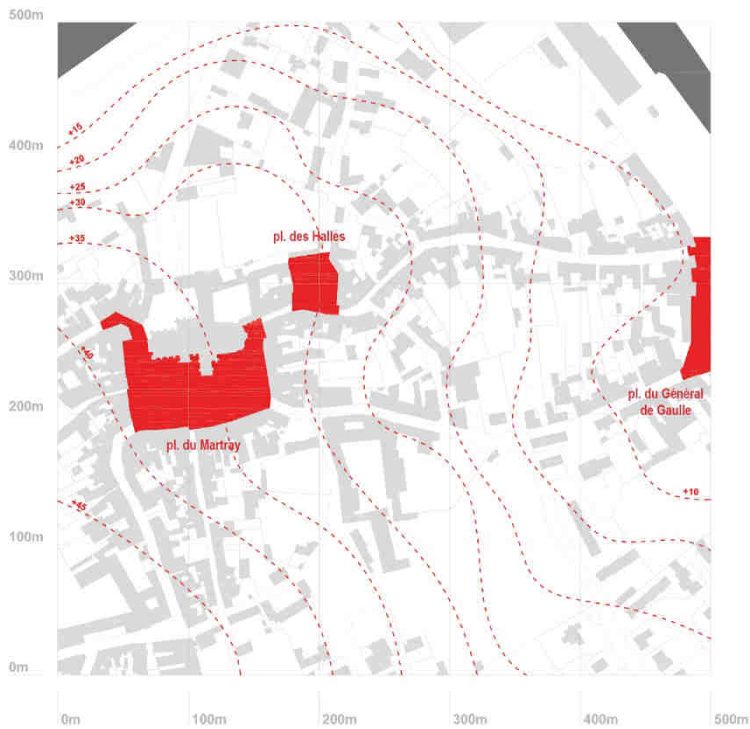 500m
+15
400m
+20
+25
+30
+35
pl. des Halles
300m
+40
pl. du Général
de Gaulle
200m
pl. du Martray
+10
+45
100m
0m
0m
100m
200m
300m
400m
500m